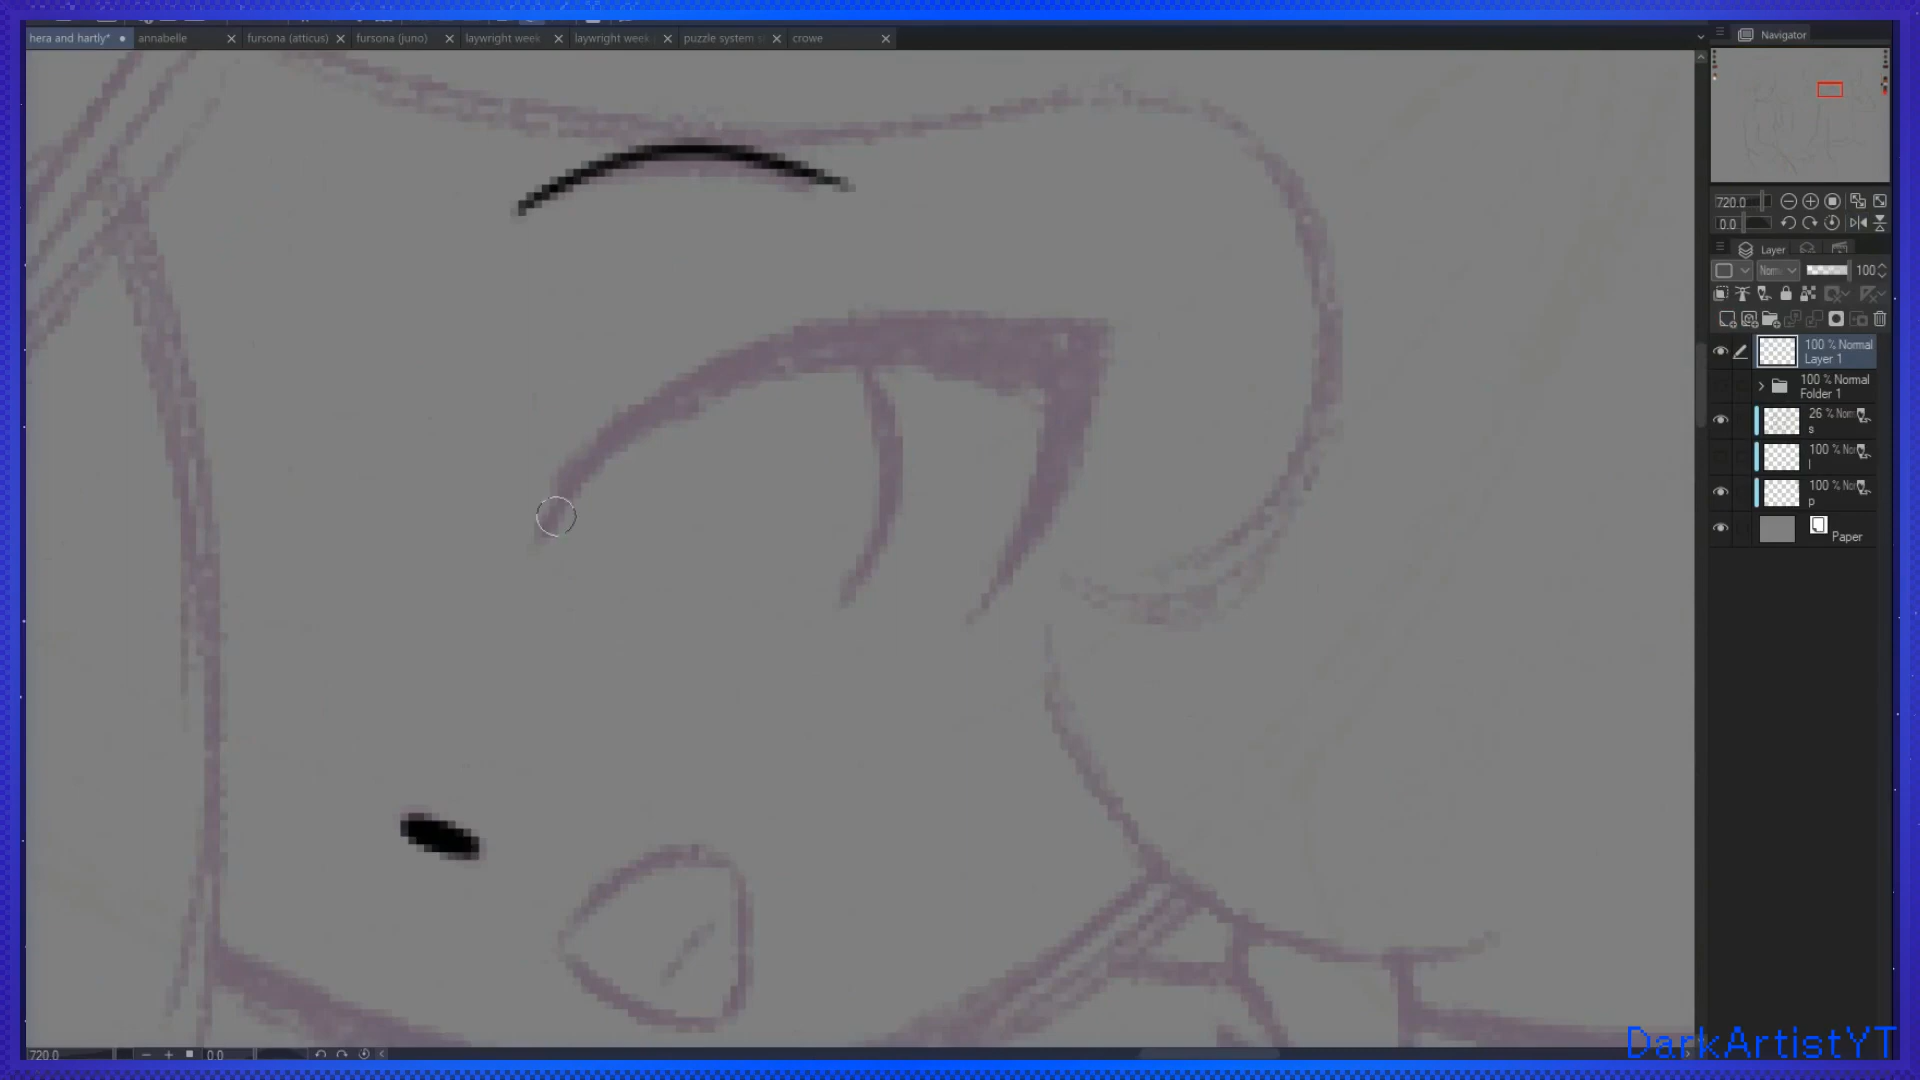 hera and hartly*
annabelle
fursona (atticus)
fursona (juno)
laywright week
laywright week
puzzle system s
crowe
Navigator
720.0
0.0
Layer
Norm
100
100 % Normal
Layer 1
100 % Normal
Folder 1
26 % Norm
s
100 % No
l
100 % No
p
Paper
720.0
0.0
DarkArtistYT